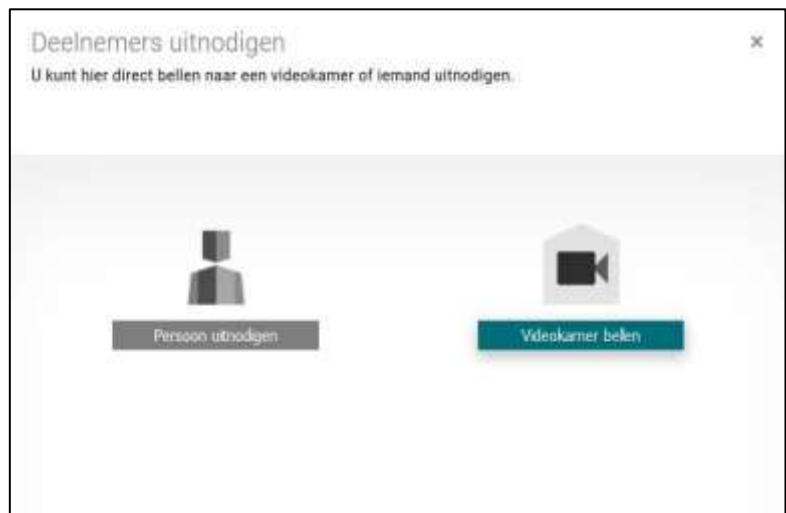 Deelnemers uitnodigen
U kunt hier direct bellen naar een videokamer of iemand uitnodigen.
Persoon uitnodigen
Videokamer bellen